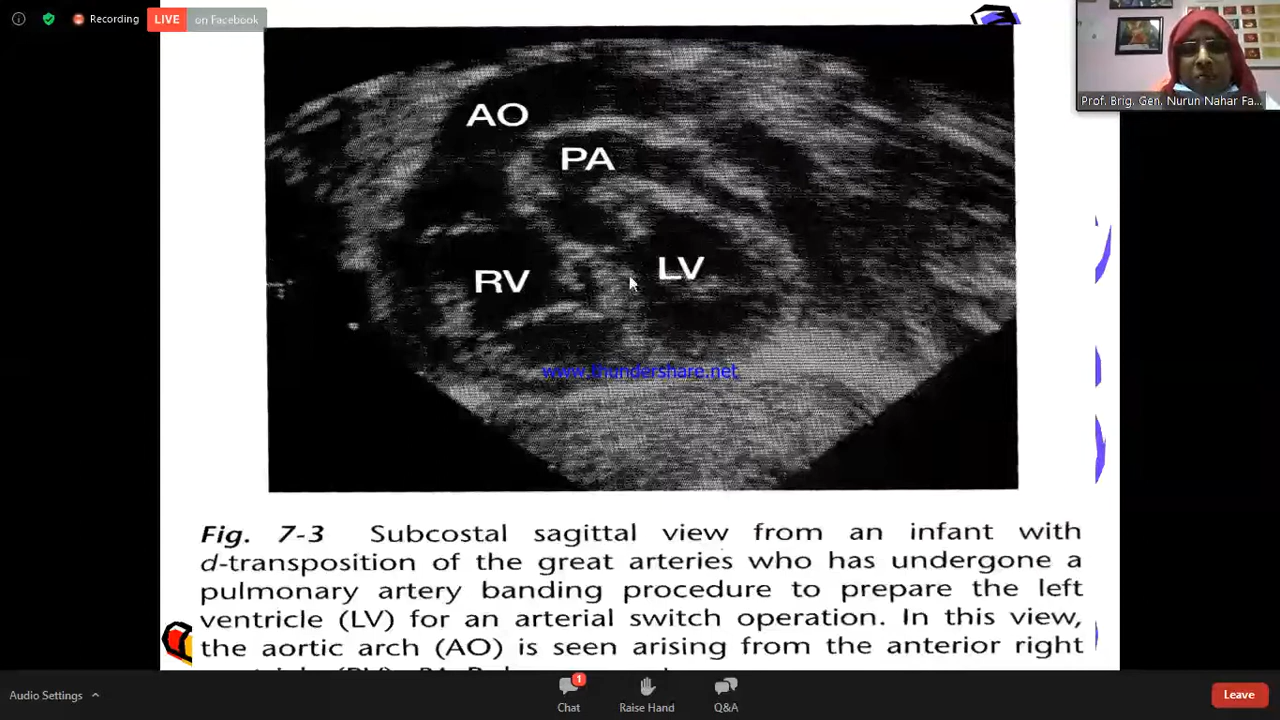 Recording
LIVE on Facebook
Prof. Brig. Gen. Nurun Nahar Fa...
AO
PA
LV
RV
www.thundershare.net
Fig. 7-3 Subcostal sagittal view from an infant with
d-transposition of the great arteries who has undergone a
pulmonary artery banding procedure to prepare the left
ventricle (LV) for an arterial switch operation. In this view,
the aortic arch (AO) is seen arising from the anterior right
Audio Settings
1
Chat
Raise Hand
Q&A
Leave